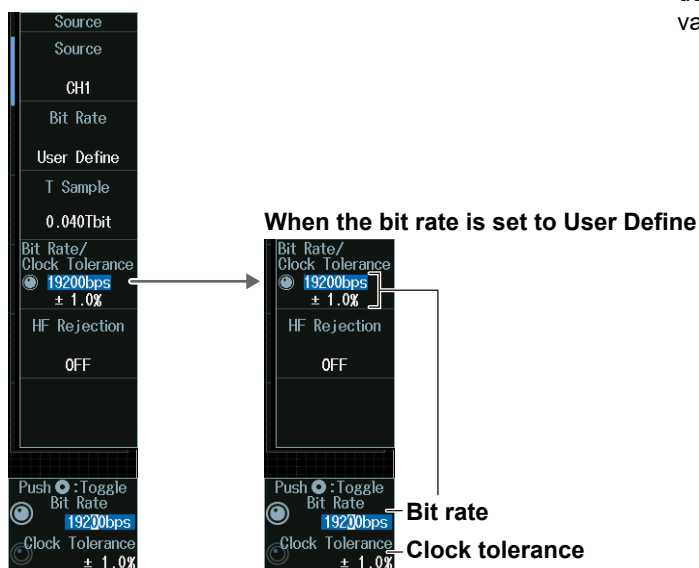 Source
Source
CH1
Bit Rate
User Define
T Sample
0.040Tbit
Bit Rate/
Clock Tolerance
19200bps
± 1.0%
HF Rejection
OFF
Push :Toggle
Bit Rate
19200bps
Clock Tolerance
± 1.0%
When the bit rate is set to User Define
Bit Rate/
Clock Tolerance
19200bps
± 1.0%
HF Rejection
OFF
Push :Toggle
Bit Rate
19200bps
Clock Tolerance
± 1.0%
Bit rate
Clock tolerance
va